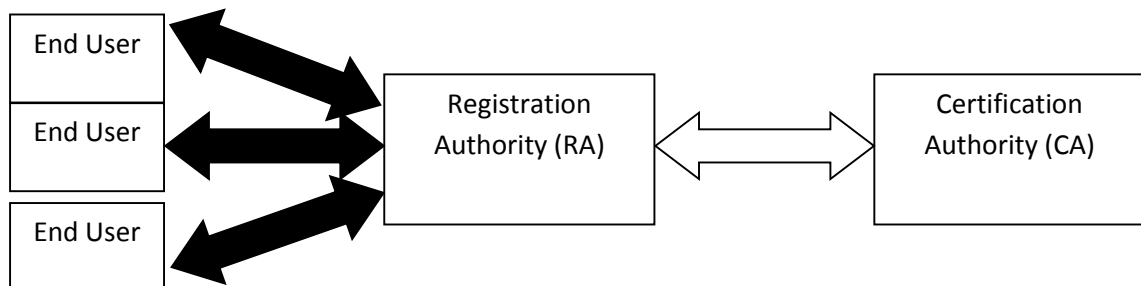 End User
End User
End User
Registration
Authority (RA)
Certification
Authority (CA)